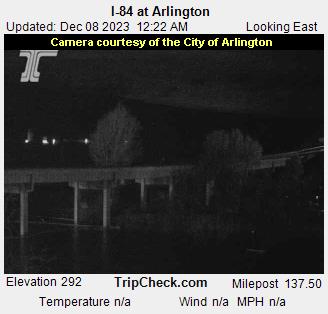 I-84 at Arlington
Updated: Dec 08 2023 12:22 AM Looking East
Camera courtesy of the City of Arlington
Elevation 292 TripCheck.com Milepost 137.50
Temperature n/a Wind n/a MPH n/a